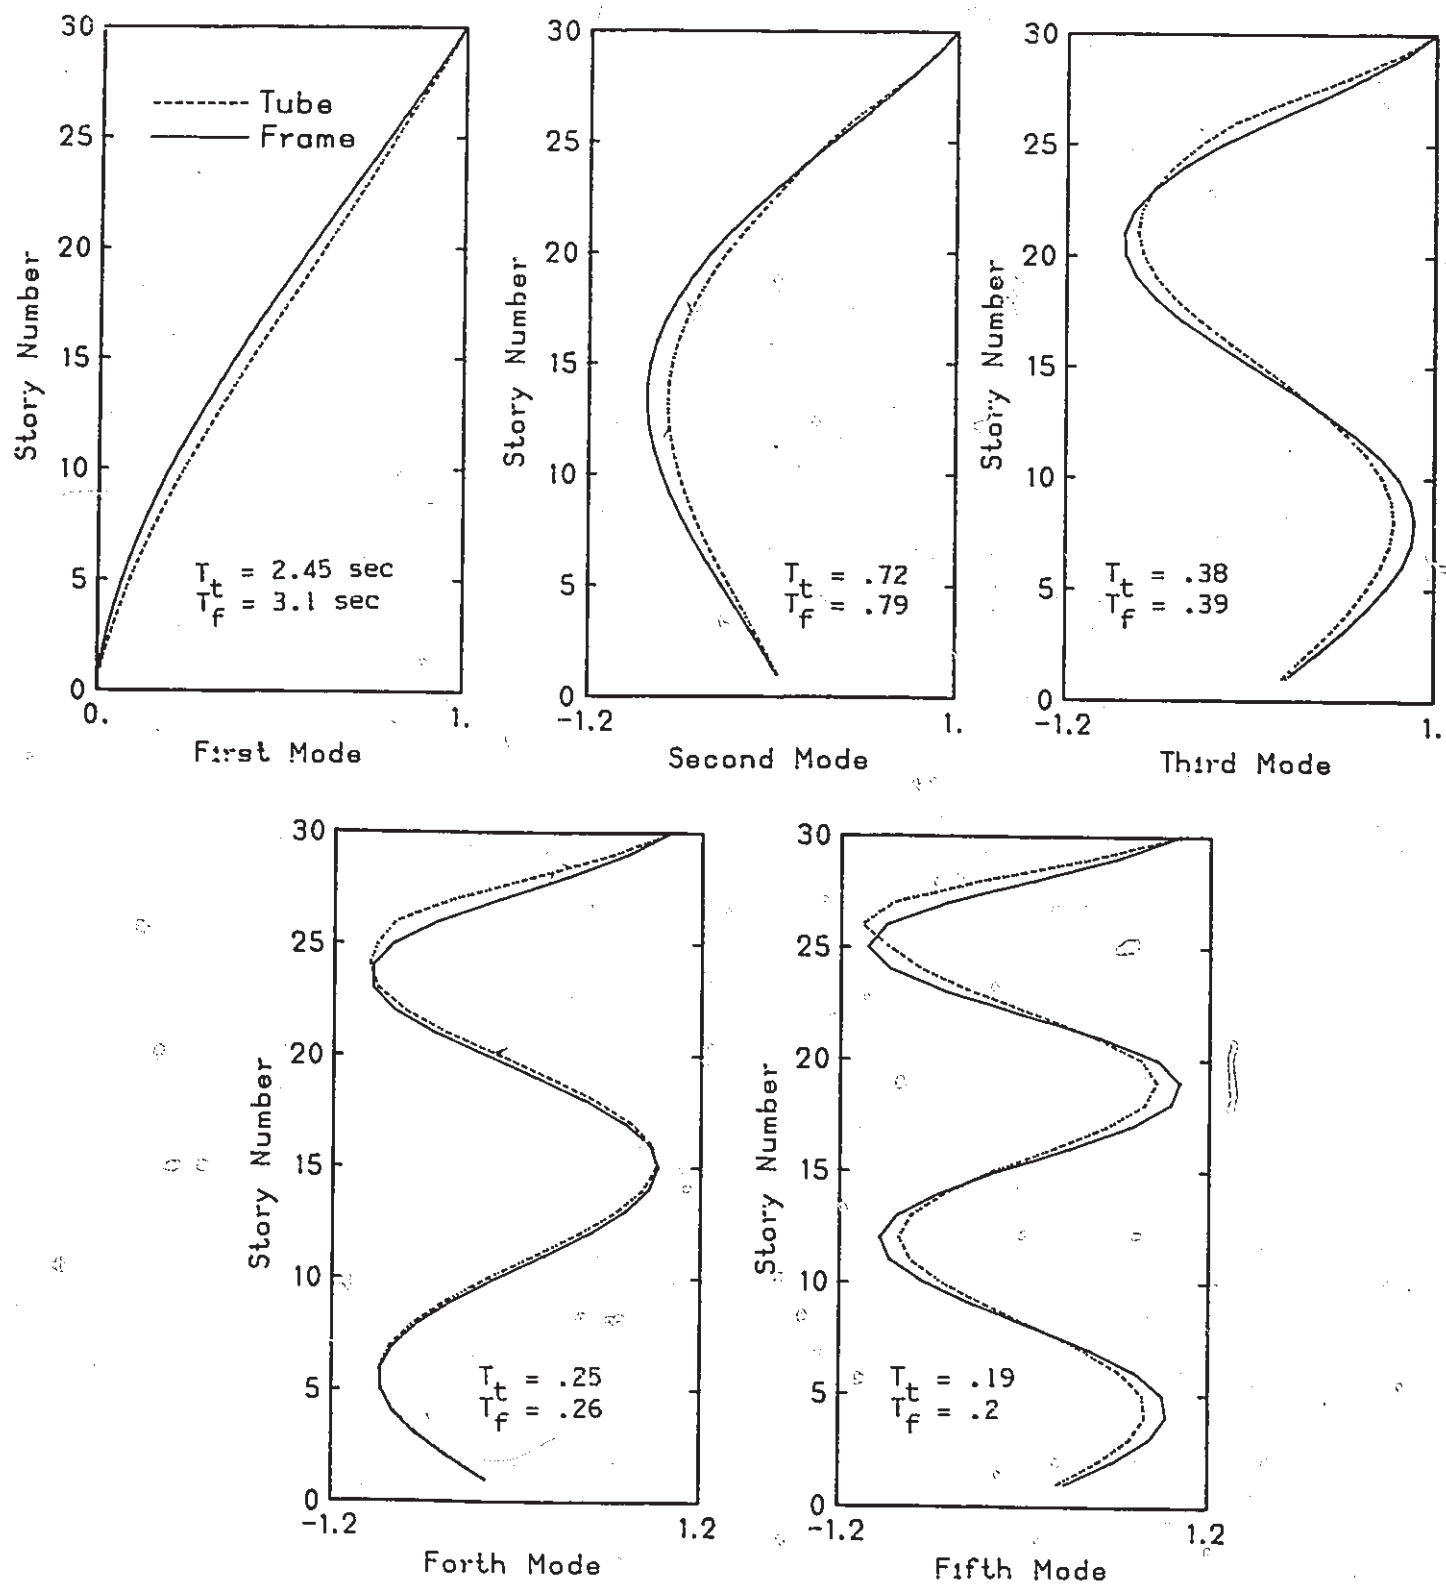 30
25
20
15
10
5
0
Story Number
Tube
Frame
T_t = 2.45 sec
T_f = 3.1 sec
0.
1.
First Mode
30
25
20
15
10
5
0
Story Number
T_t = .72
T_f = .79
-1.2
1.
Second Mode
30
25
20
15
10
5
0
Story Number
T_t = .38
T_f = .39
-1.2
1.
Third Mode
30
25
20
15
10
5
0
Story Number
T_t = .25
T_f = .26
-1.2
1.2
Forth Mode
30
25
20
15
10
5
0
Story Number
T_t = .19
T_f = .2
-1.2
1.2
Fifth Mode